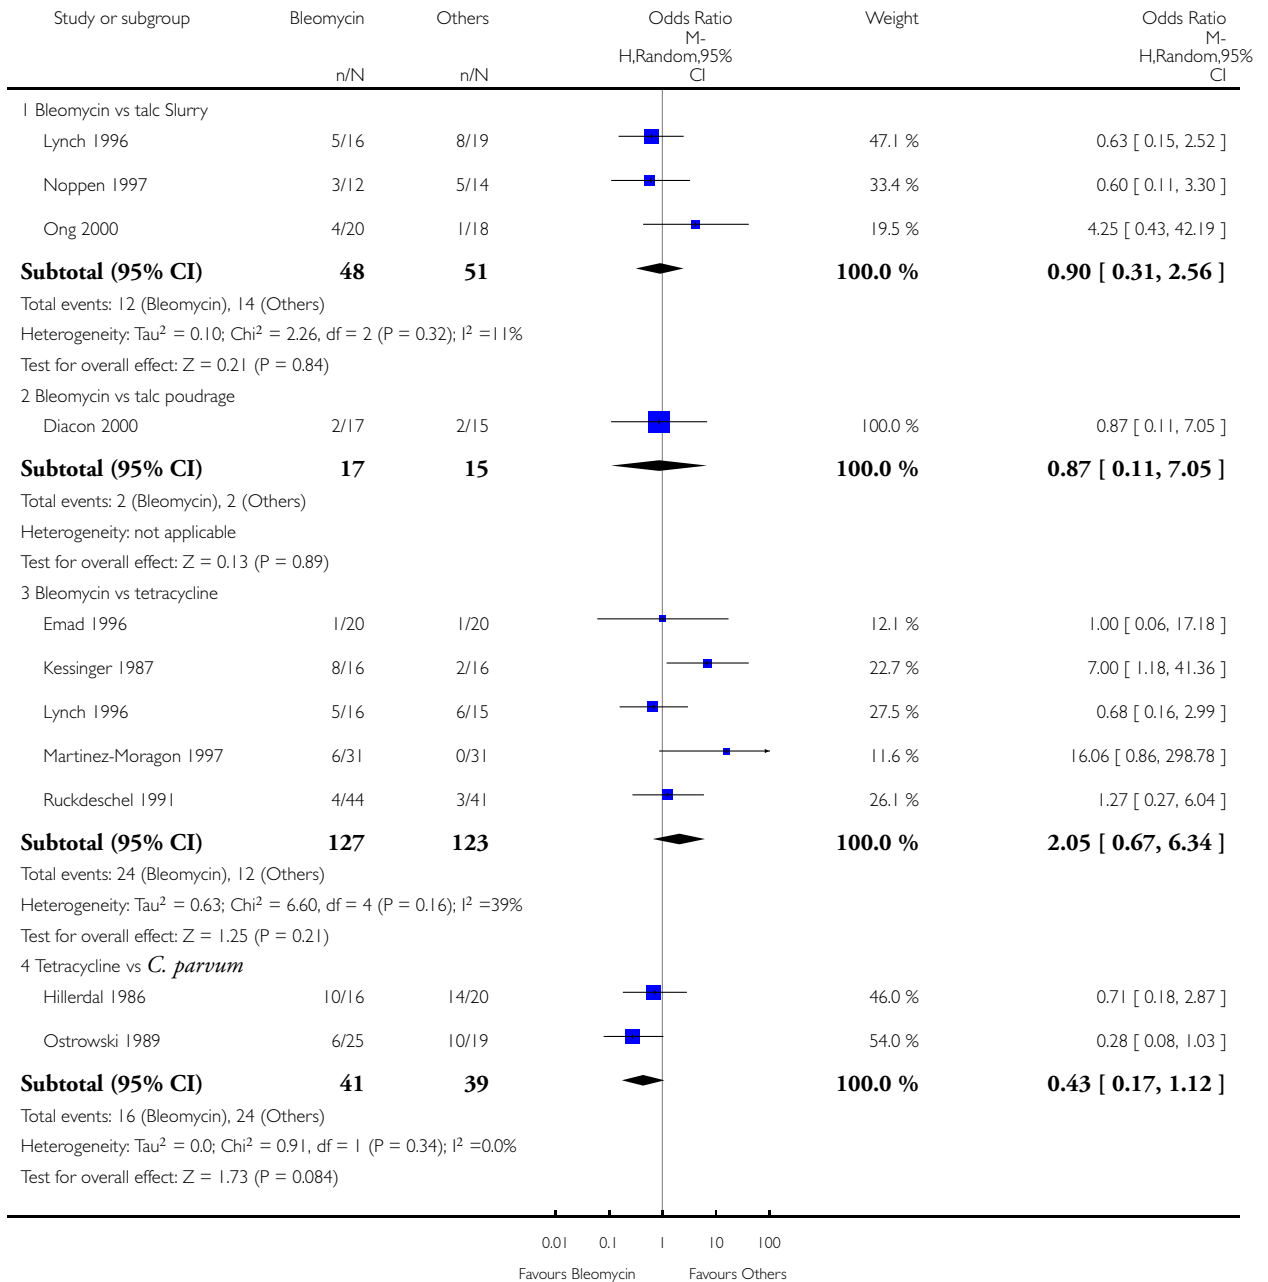 Study or subgroup Bleomycin Others Odds Ratio Weight Odds Ratio
M- M-
H,Random,95% H,Random,95%
n/N n/N CI CI
1 Bleomycin vs talc Slurry
Lynch 1996 5/16 8/19 47.1 % 0.63 [ 0.15, 2.52 ]
Noppen 1997 3/12 5/14 33.4 % 0.60 [ 0.11, 3.30 ]
Ong 2000 4/20 1/18 19.5 % 4.25 [ 0.43, 42.19 ]
Subtotal (95% CI) 48 51 100.0 % 0.90 [ 0.31, 2.56 ]
Total events: 12 (Bleomycin), 14 (Others)
Heterogeneity: Tau² = 0.10; Chi² = 2.26, df = 2 (P = 0.32); I² =11%
Test for overall effect: Z = 0.21 (P = 0.84)
2 Bleomycin vs talc poudrage
Diacon 2000 2/17 2/15 100.0 % 0.87 [ 0.11, 7.05 ]
Subtotal (95% CI) 17 15 100.0 % 0.87 [ 0.11, 7.05 ]
Total events: 2 (Bleomycin), 2 (Others)
Heterogeneity: not applicable
Test for overall effect: Z = 0.13 (P = 0.89)
3 Bleomycin vs tetracycline
Emad 1996 1/20 1/20 12.1 % 1.00 [ 0.06, 17.18 ]
Kessinger 1987 8/16 2/16 22.7 % 7.00 [ 1.18, 41.36 ]
Lynch 1996 5/16 6/15 27.5 % 0.68 [ 0.16, 2.99 ]
Martinez-Moragon 1997 6/31 0/31 11.6 % 16.06 [ 0.86, 298.78 ]
Ruckdeschel 1991 4/44 3/41 26.1 % 1.27 [ 0.27, 6.04 ]
Subtotal (95% CI) 127 123 100.0 % 2.05 [ 0.67, 6.34 ]
Total events: 24 (Bleomycin), 12 (Others)
Heterogeneity: Tau² = 0.63; Chi² = 6.60, df = 4 (P = 0.16); I² =39%
Test for overall effect: Z = 1.25 (P = 0.21)
4 Tetracycline vs C. parvum
Hillerdal 1986 10/16 14/20 46.0 % 0.71 [ 0.18, 2.87 ]
Ostrowski 1989 6/25 10/19 54.0 % 0.28 [ 0.08, 1.03 ]
Subtotal (95% CI) 41 39 100.0 % 0.43 [ 0.17, 1.12 ]
Total events: 16 (Bleomycin), 24 (Others)
Heterogeneity: Tau² = 0.0; Chi² = 0.91, df = 1 (P = 0.34); I² =0.0%
Test for overall effect: Z = 1.73 (P = 0.084)
0.01 0.1 1 10 100
Favours Bleomycin Favours Others